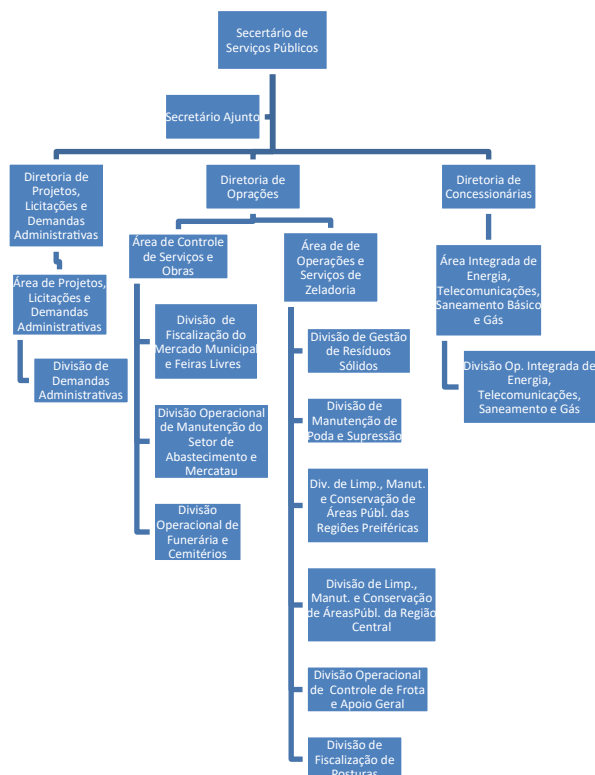 Secertário de
Serviços Públicos
Secretário Ajunto
Diretoria de
Projetos,
Licitações e
Demandas
Administrativas
Área de Projetos,
Licitações e
Demandas
Administrativas
Divisão de
Demandas
Administrativas
Diretoria de
Oprações
Área de Controle
de Serviços e
Obras
Divisão de
Fiscalização do
Mercado Municipal
e Feiras Livres
Divisão Operacional
de Manutenção do
Setor de
Abastecimento e
Mercatau
Divisão
Operacional de
Funerária e
Cemitérios
Área de de
Operações e
Serviços de
Zeladoria
Divisão de Gestão
de Resíduos
Sólidos
Divisão de
Manutenção de
Poda e Supressão
Div. de Limp., Manut.
e Conservação de
Áreas Públ. das
Regiões Preiféricas
Divisão de Limp.,
Manut. e Conservação
de ÁreasPúbl. da Região
Central
Divisão Operacional
de Controle de Frota
e Apoio Geral
Divisão de
Fiscalização de
Posturas
Diretoria de
Concessionárias
Área Integrada de
Energia,
Telecomunicações,
Saneamento Básico
e Gás
Divisão Op. Integrada de
Energia,
Telecomunicações,
Saneamento e Gás